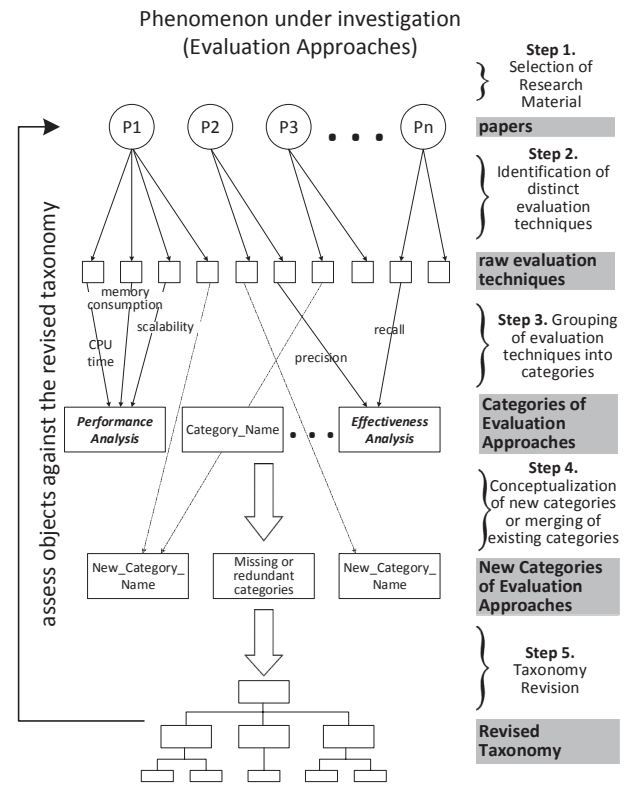 Phenomenon under investigation
(Evaluation Approaches)
Step 1.
Selection of
Research
Material
P1
P2
P3
. . .
Pn
papers
Step 2.
Identification of
distinct
evaluation
techniques
raw evaluation
techniques
memory
consumption
scalability
CPU
time
precision
recall
Step 3. Grouping
of evaluation
techniques into
categories
Performance
Analysis
Category_Name
. . .
Effectiveness
Analysis
Categories of
Evaluation
Approaches
Step 4.
Conceptualization
of new categories
or merging of
existing categories
New_Category_
Name
Missing or
redundant
categories
New_Category_
Name
New Categories
of Evaluation
Approaches
Step 5.
Taxonomy
Revision
Revised
Taxonomy
assess objects against the revised taxonomy